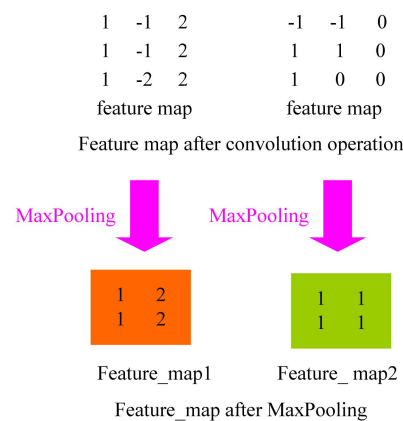 1 -1 2 -1 -1 0
1 -1 2 1 1 0
1 -2 2 1 0 0
feature map feature map
Feature map after convolution operation
MaxPooling MaxPooling
1 2 1 1
1 2 1 1
Feature_map1 Feature_ map2
Feature_map after MaxPooling